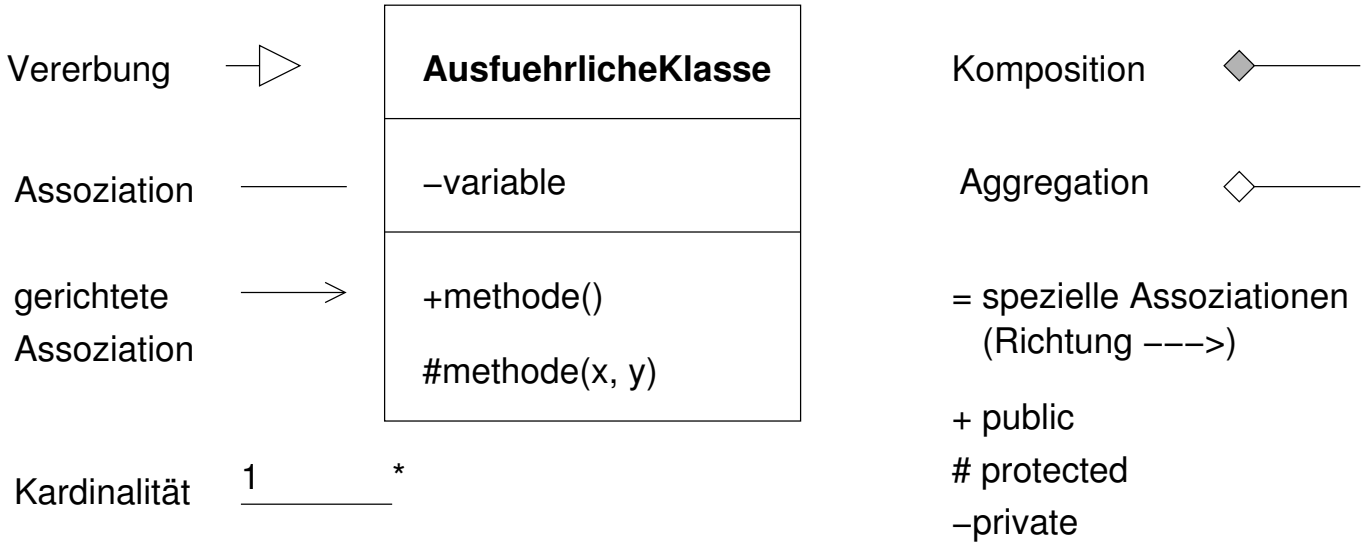 Vererbung
Assoziation
gerichtete
Assoziation
Kardinalität
1 *
AusfuehrlicheKlasse
−variable
+methode()
#methode(x, y)
Komposition
Aggregation
= spezielle Assoziationen
(Richtung −−−>)
+ public
# protected
−private